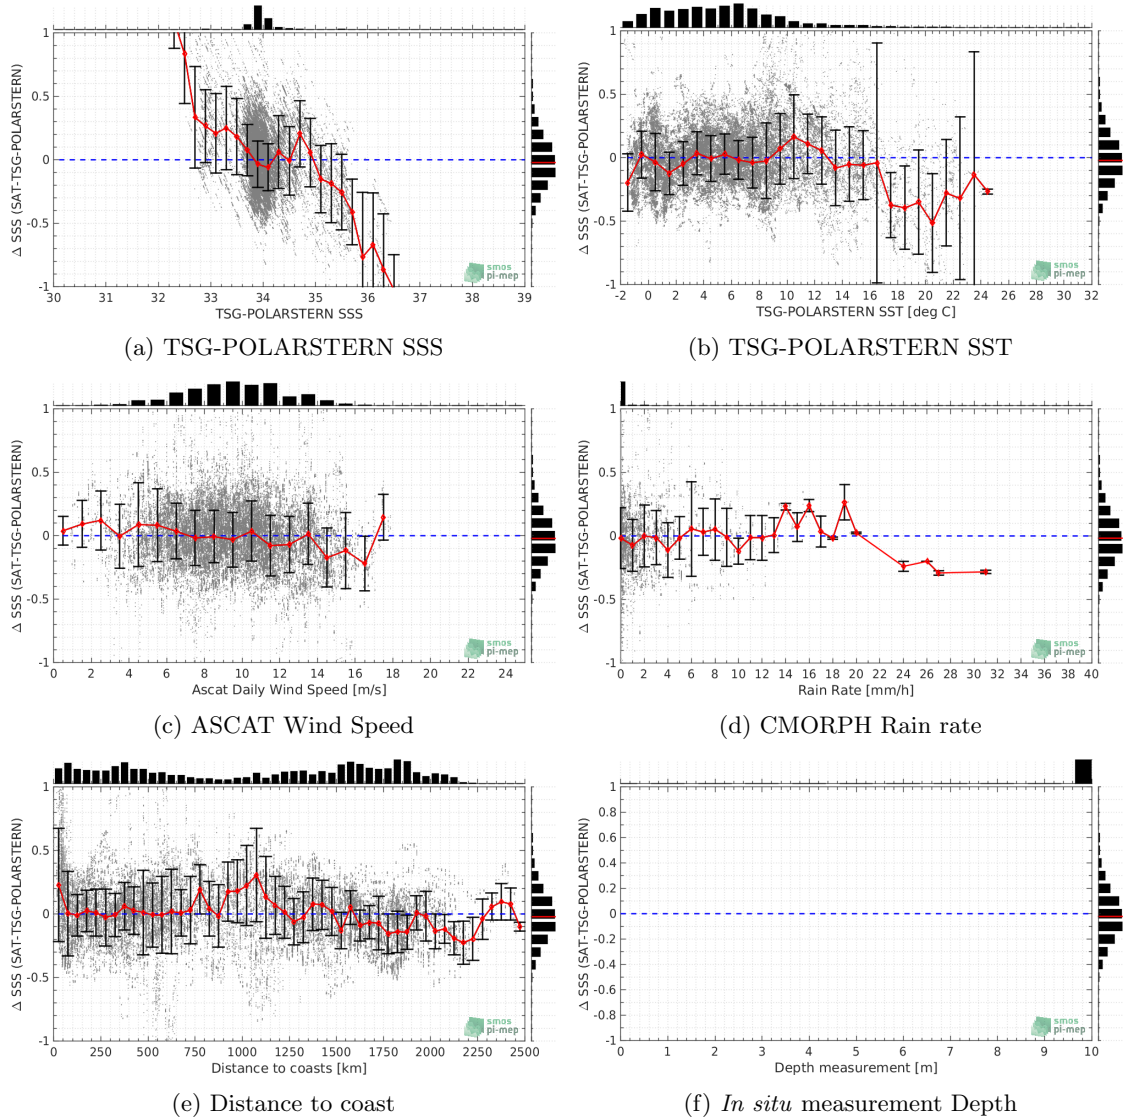 1
0.5
0
-0.5
-1
Δ SSS (SAT-TSG-POLARSTERN)
30 31 32 33 34 35 36 37 38 39
TSG-POLARSTERN SSS
smos
pi-mep
(a) TSG-POLARSTERN SSS
1
0.5
0
-0.5
-1
Δ SSS (SAT-TSG-POLARSTERN)
-2 0 2 4 6 8 10 12 14 16 18 20 22 24 26 28 30 32
TSG-POLARSTERN SST [deg C]
smos
pi-mep
(b) TSG-POLARSTERN SST
1
0.5
0
-0.5
-1
Δ SSS (SAT-TSG-POLARSTERN)
0 2 4 6 8 10 12 14 16 18 20 22 24
Ascat Daily Wind Speed [m/s]
smos
pi-mep
(c) ASCAT Wind Speed
1
0.5
0
-0.5
-1
Δ SSS (SAT-TSG-POLARSTERN)
0 2 4 6 8 10 12 14 16 18 20 22 24 26 28 30 32 34 36 38 40
Rain Rate [mm/h]
smos
pi-mep
(d) CMORPH Rain rate
1
0.5
0
-0.5
-1
Δ SSS (SAT-TSG-POLARSTERN)
0 250 500 750 1000 1250 1500 1750 2000 2250 2500
Distance to coasts [km]
smos
pi-mep
(e) Distance to coast
1
0.8
0.6
0.4
0.2
0
-0.2
-0.4
-0.6
-0.8
-1
Δ SSS (SAT-TSG-POLARSTERN)
0 1 2 3 4 5 6 7 8 9 10
Depth measurement [m]
smos
pi-mep
(f) In situ measurement Depth